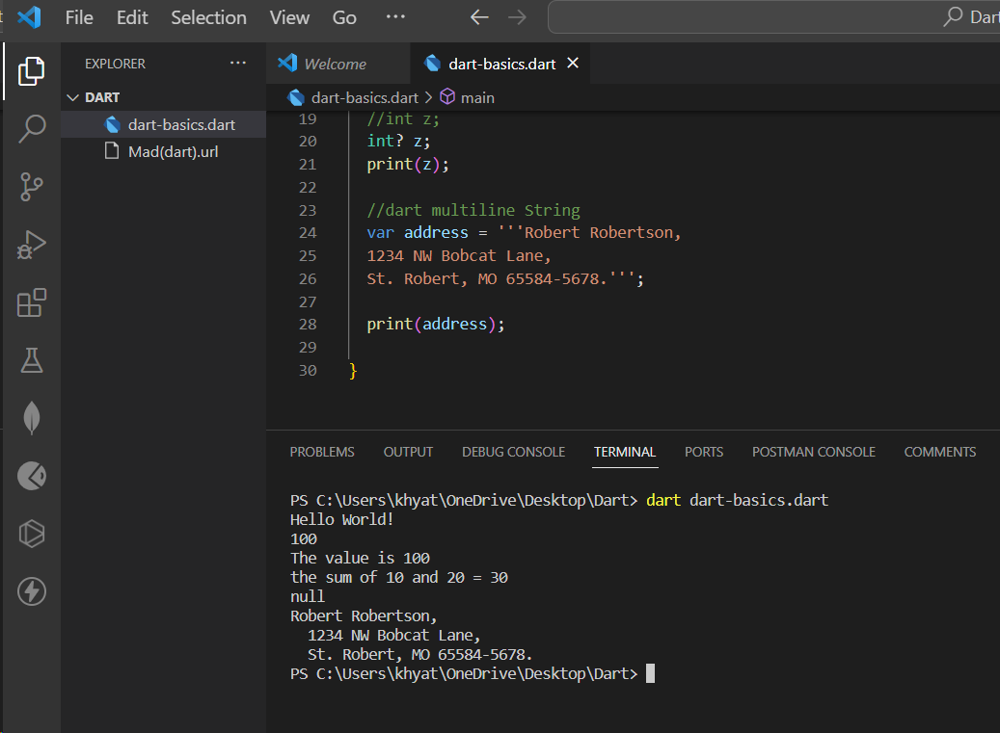 File Edit Selection View Go ··· Dart
EXPLORER ···
DART
dart-basics.dart
Mad(dart).url
Welcome dart-basics.dart
dart-basics.dart > main
19 //int z;
20 int? z;
21 print(z);
22
23 //dart multiline String
24 var address = '''Robert Robertson,
25 1234 NW Bobcat Lane,
26 St. Robert, MO 65584-5678.''';
27
28 print(address);
29
30 }
PROBLEMS OUTPUT DEBUG CONSOLE TERMINAL PORTS POSTMAN CONSOLE COMMENTS
PS C:\Users\khyat\OneDrive\Desktop\Dart> dart dart-basics.dart
Hello World!
100
The value is 100
the sum of 10 and 20 = 30
null
Robert Robertson,
  1234 NW Bobcat Lane,
  St. Robert, MO 65584-5678.
PS C:\Users\khyat\OneDrive\Desktop\Dart>